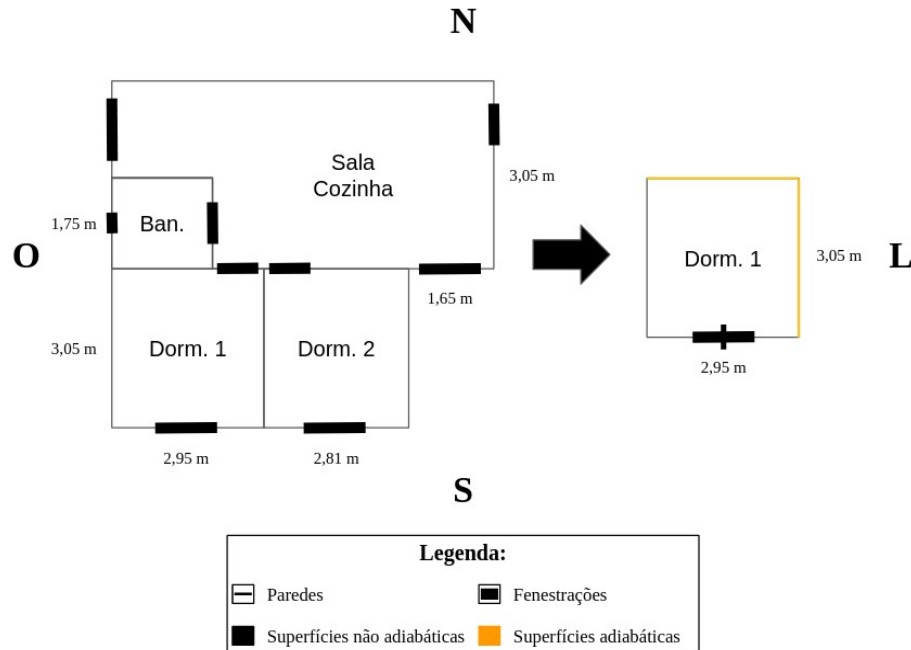 N
Sala
Cozinha
3,05 m
1,75 m
Ban.
O
Dorm. 1
3,05 m
L
1,65 m
3,05 m
Dorm. 1
Dorm. 2
2,95 m
2,95 m
2,81 m
S
Legenda:
Paredes
Fenestrações
Superfícies não adiabáticas
Superfícies adiabáticas